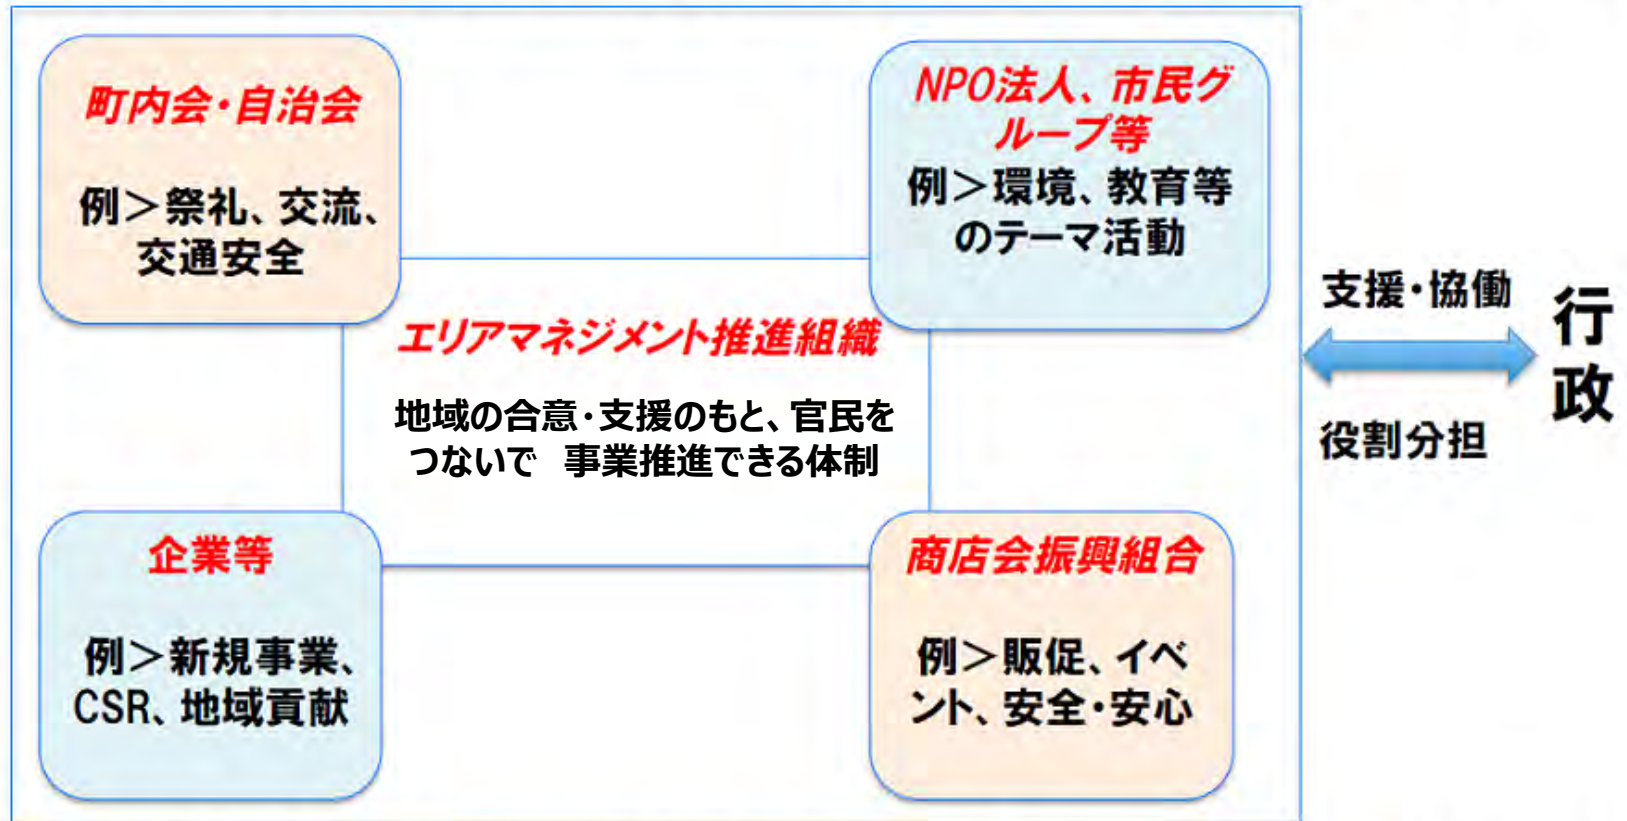 町内会・自治会
例＞祭礼、交流、
交通安全
NPO法人、市民グ
ループ等
例＞環境、教育等
のテーマ活動
エリアマネジメント推進組織
地域の合意・支援のもと、官民を
つないで　事業推進できる体制
企業等
例＞新規事業、
CSR、地域貢献
商店会振興組合
例＞販促、イベ
ント、安全・安心
支援・協働
役割分担
行政